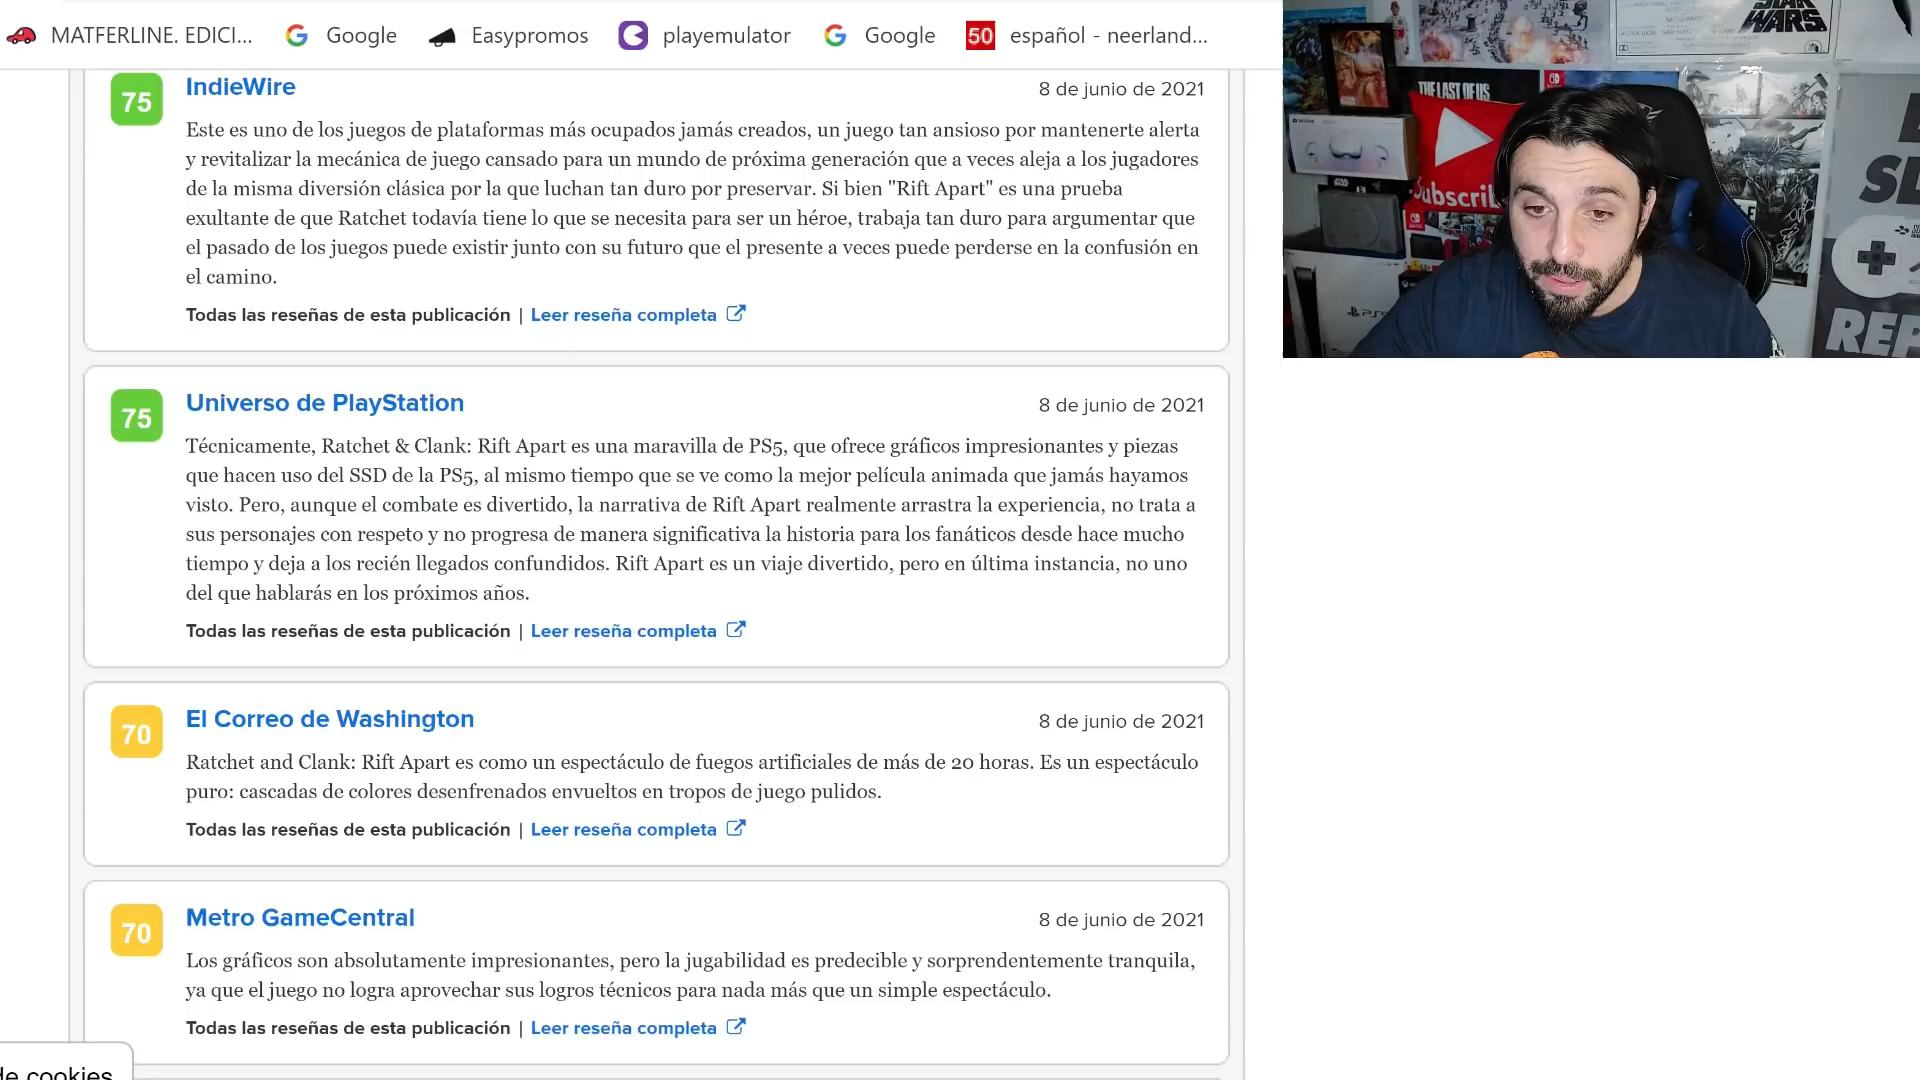 MATFERLINE. EDICI...
Google
Easypromos
playemulator
Google
50
español - neerland...
75
IndieWire
8 de junio de 2021
Este es uno de los juegos de plataformas más ocupados jamás creados, un juego tan ansioso por mantenerte alerta
y revitalizar la mecánica de juego cansado para un mundo de próxima generación que a veces aleja a los jugadores
de la misma diversión clásica por la que luchan tan duro por preservar. Si bien "Rift Apart" es una prueba
exultante de que Ratchet todavía tiene lo que se necesita para ser un héroe, trabaja tan duro para argumentar que
el pasado de los juegos puede existir junto con su futuro que el presente a veces puede perderse en la confusión en
el camino.
Todas las reseñas de esta publicación | Leer reseña completa
75
Universo de PlayStation
8 de junio de 2021
Técnicamente, Ratchet & Clank: Rift Apart es una maravilla de PS5, que ofrece gráficos impresionantes y piezas
que hacen uso del SSD de la PS5, al mismo tiempo que se ve como la mejor película animada que jamás hayamos
visto. Pero, aunque el combate es divertido, la narrativa de Rift Apart realmente arrastra la experiencia, no trata a
sus personajes con respeto y no progresa de manera significativa la historia para los fanáticos desde hace mucho
tiempo y deja a los recién llegados confundidos. Rift Apart es un viaje divertido, pero en última instancia, no uno
del que hablarás en los próximos años.
Todas las reseñas de esta publicación | Leer reseña completa
70
El Correo de Washington
8 de junio de 2021
Ratchet and Clank: Rift Apart es como un espectáculo de fuegos artificiales de más de 20 horas. Es un espectáculo
puro: cascadas de colores desenfrenados envueltos en tropos de juego pulidos.
Todas las reseñas de esta publicación | Leer reseña completa
70
Metro GameCentral
8 de junio de 2021
Los gráficos son absolutamente impresionantes, pero la jugabilidad es predecible y sorprendentemente tranquila,
ya que el juego no logra aprovechar sus logros técnicos para nada más que un simple espectáculo.
Todas las reseñas de esta publicación | Leer reseña completa
de cookies
STAR
WARS
THE LAST OF US
Subscri
REP